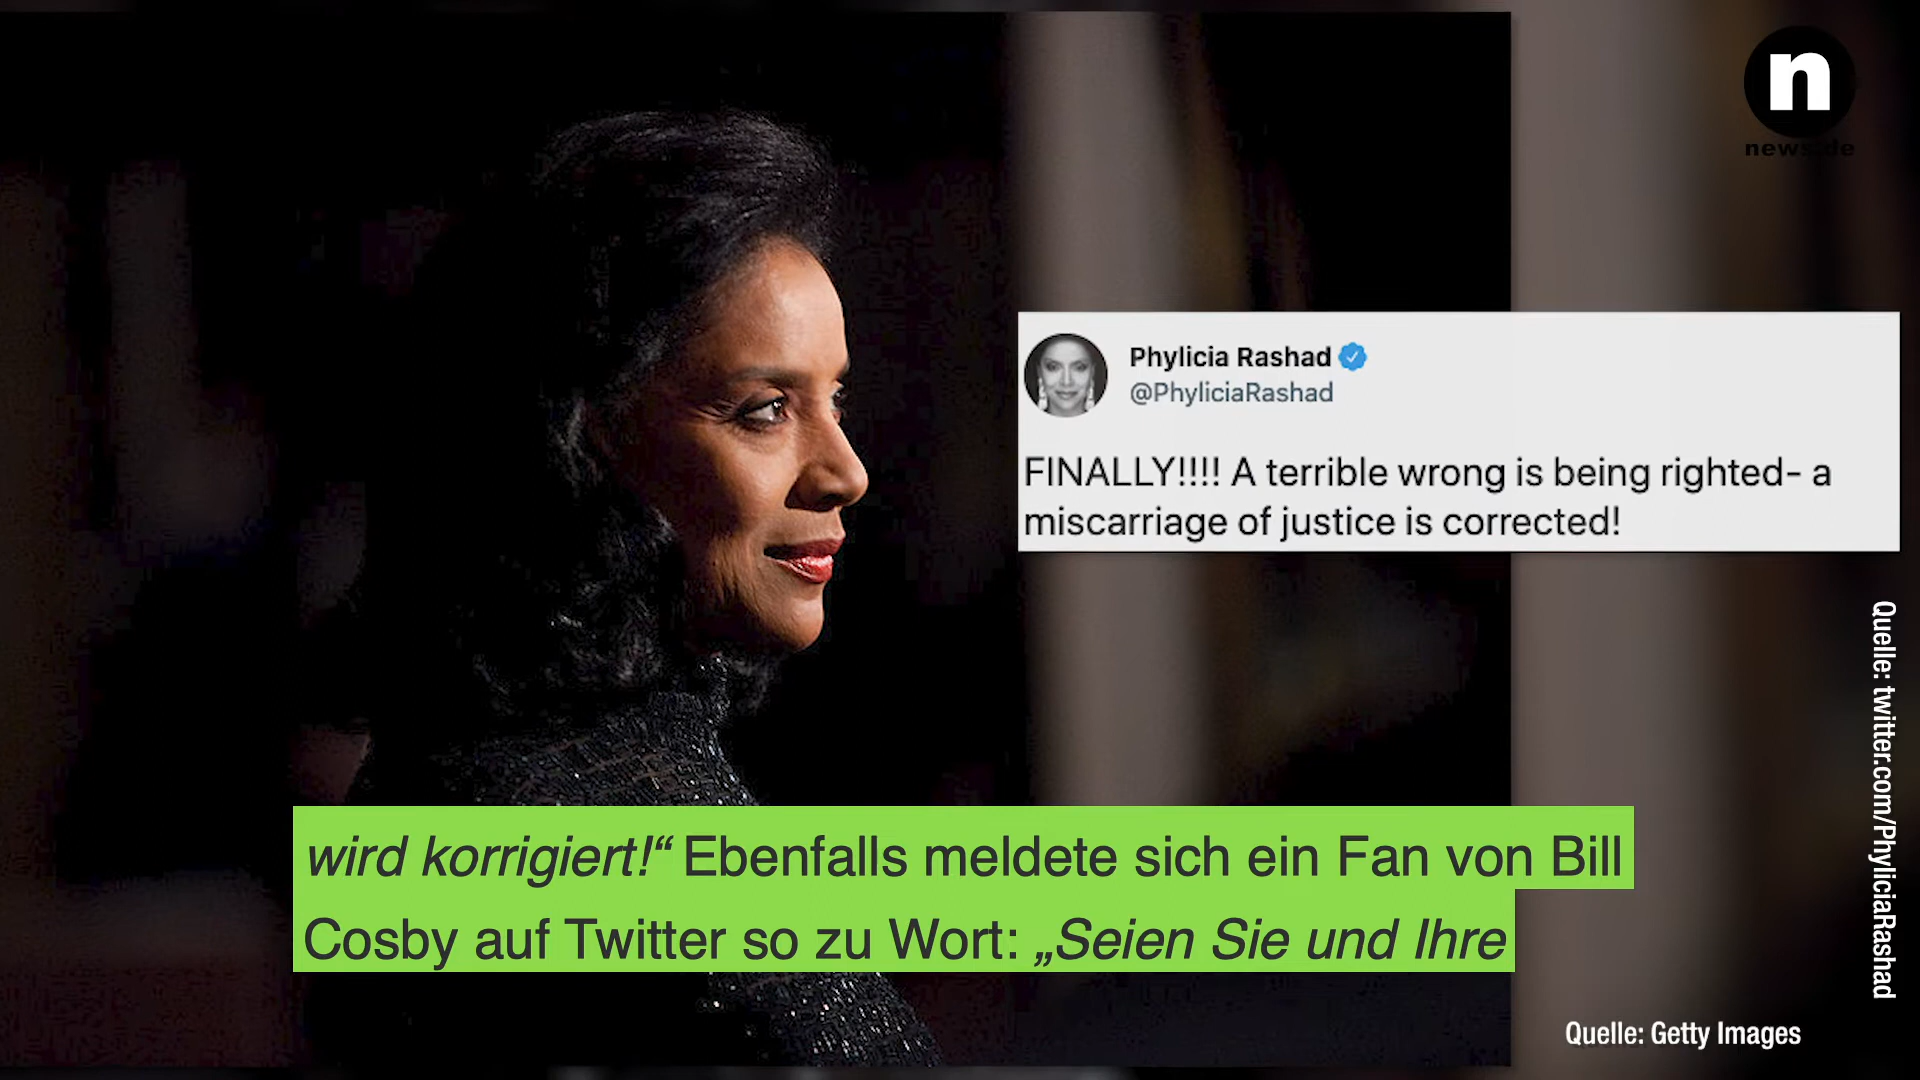 n
news.de
Phylicia Rashad
@PhyliciaRashad
FINALLY!!!! A terrible wrong is being righted- a
miscarriage of justice is corrected!
wird korrigiert!“ Ebenfalls meldete sich ein Fan von Bill
Cosby auf Twitter so zu Wort: „Seien Sie und Ihre
Quelle: twitter.com/PhyliciaRashad
Quelle: Getty Images